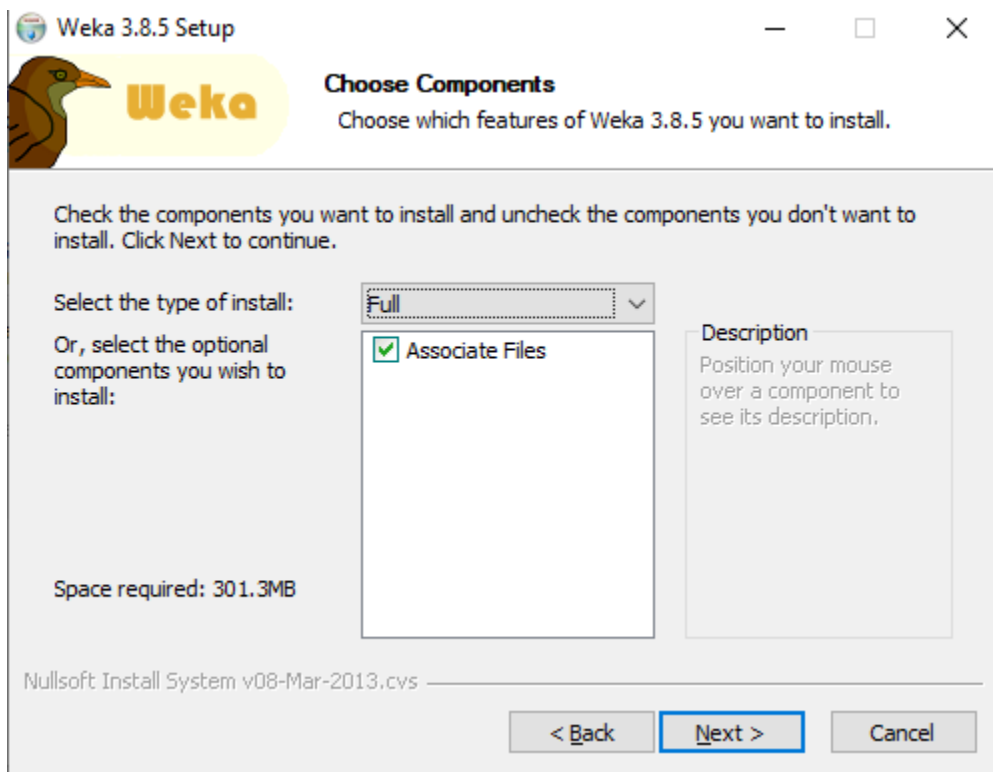 Weka 3.8.5 Setup
Weka
Choose Components
Choose which features of Weka 3.8.5 you want to install.
Check the components you want to install and uncheck the components you don't want to
install. Click Next to continue.
Select the type of install:
Full
Or, select the optional
components you wish to
install:
Associate Files
Description
Position your mouse
over a component to
see its description.
Space required: 301.3MB
Nullsoft Install System v08-Mar-2013.cvs
< Back
Next >
Cancel